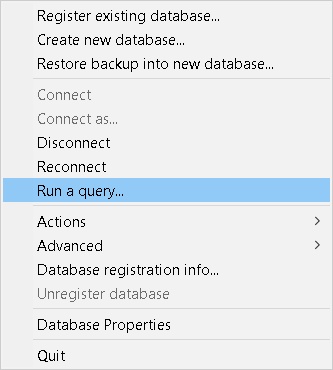 Register existing database...
Create new database...
Restore backup into new database...
Connect
Connect as...
Disconnect
Reconnect
Run a query...
Actions
Advanced
Database registration info...
Unregister database
Database Properties
Quit